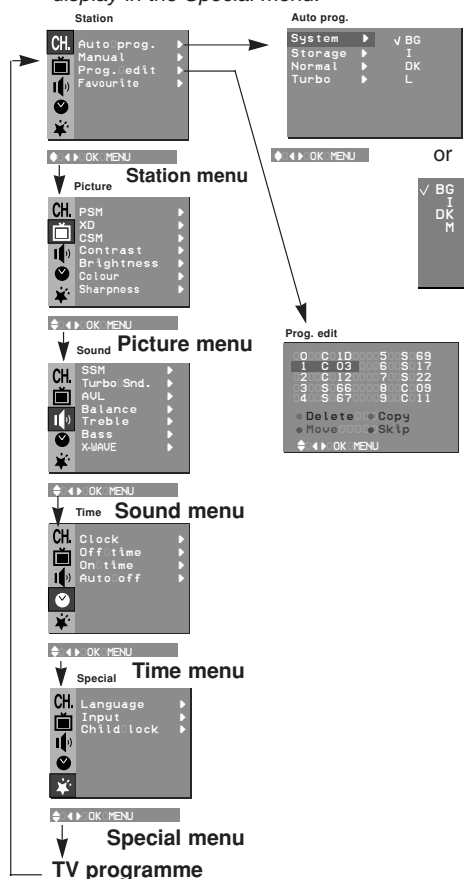 display in the Special menu.
Station
CH.
Auto prog.
Manual
Prog. edit
Favourite
OK MENU
Auto prog.
System √ BG
Storage I
Normal DK
Turbo L
OK MENU
or
√ BG
I
DK
M
Station menu
Picture
CH.
PSM
XD
CSM
Contrast
Brightness
Colour
Sharpness
OK MENU
Picture menu
Prog. edit
0 C 10 5 S 69
1 C 03 6 S 17
2 C 12 7 S 22
3 S 66 8 C 09
4 S 67 9 C 11
Delete Copy
Move Skip
OK MENU
Sound
CH.
SSM
Turbo Snd.
AVL
Balance
Treble
Bass
X-WAVE
OK MENU
Sound menu
Time
CH.
Clock
Off time
On time
Auto off
OK MENU
Time menu
Special
CH.
Language
Input
Child lock
OK MENU
Special menu
TV programme